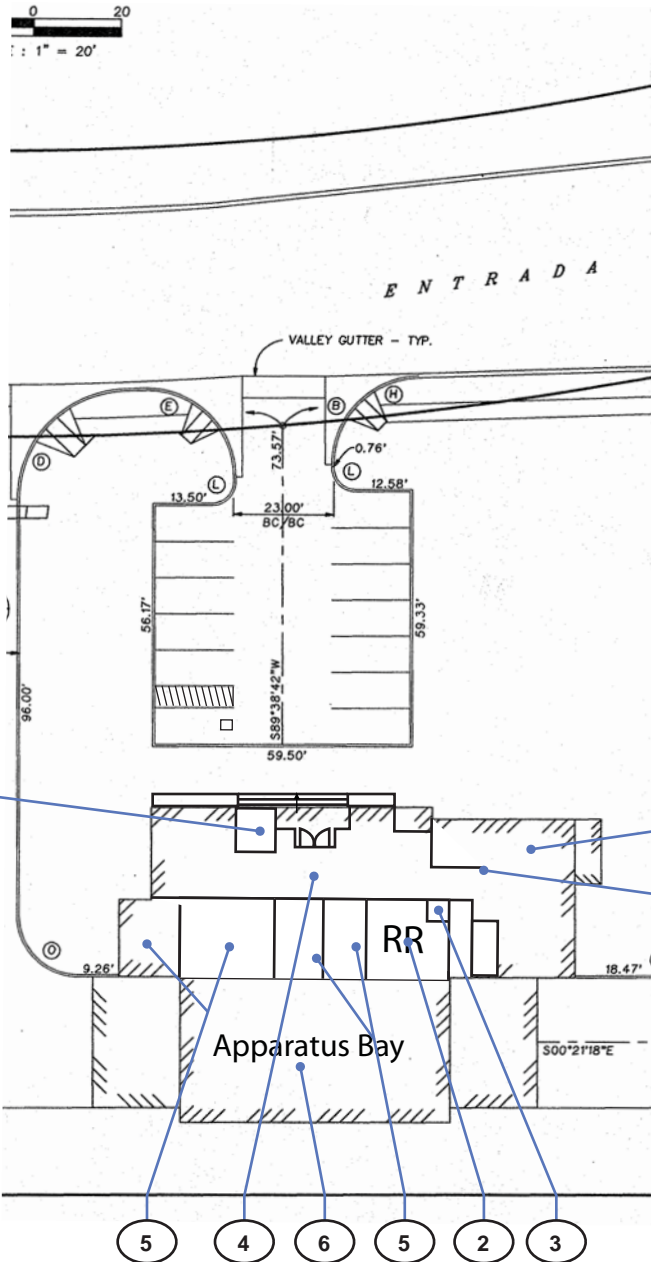 0 20
: 1" = 20'
E N T R A D A
VALLEY GUTTER – TYP.
E
B
H
D
73.57'
0.76'
L
L
13.50'
12.58'
23.00'
BC/BC
56.17'
59.33'
96.00'
S89°38'42"W
59.50'
RR
O
9.26'
18.47'
Apparatus Bay
S00°21'18"E
5 4 6 5 2 3